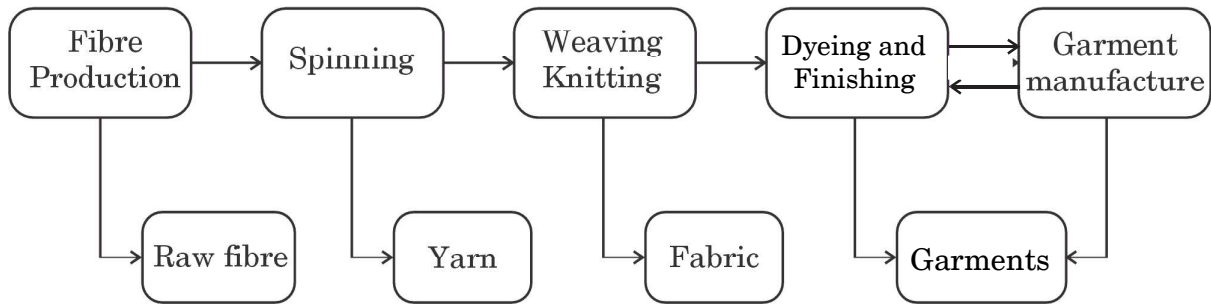 Fibre
Production
Spinning
Weaving
Knitting
Dyeing and
Finishing
Garment
manufacture
Raw fibre
Yarn
Fabric
Garments